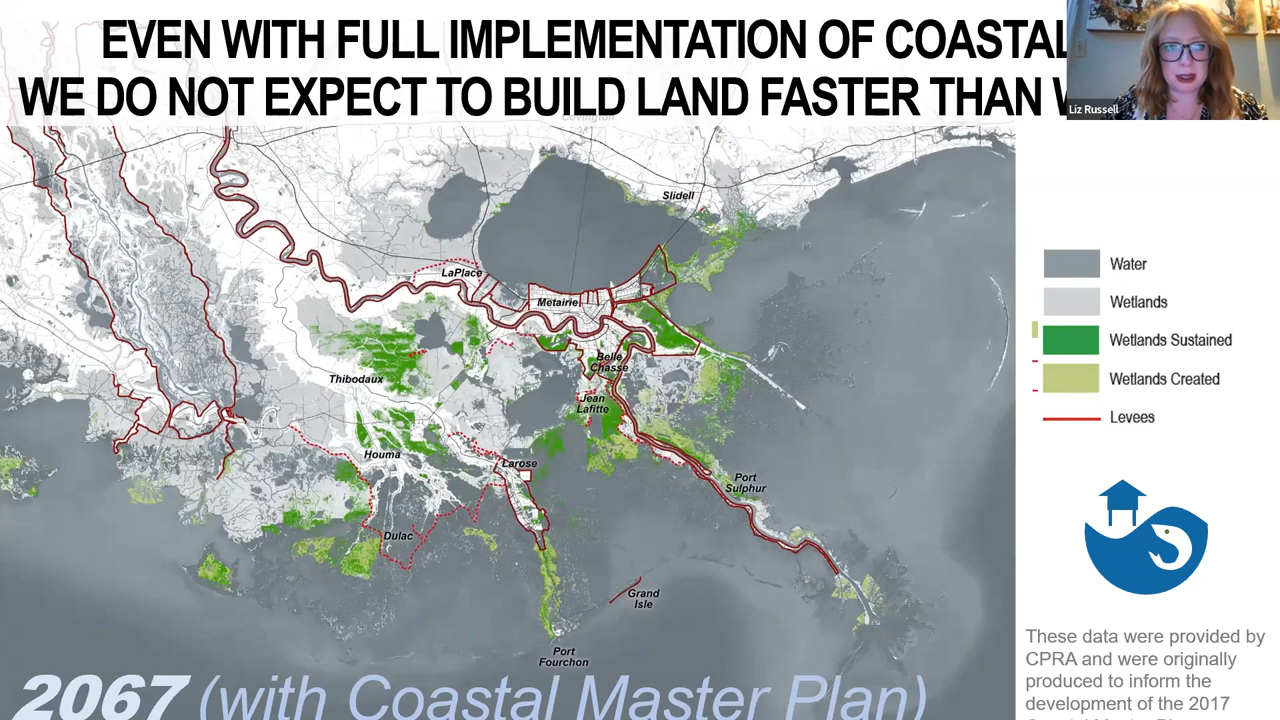 EVEN WITH FULL IMPLEMENTATION OF COASTAL
WE DO NOT EXPECT TO BUILD LAND FASTER THAN
Liz Russell
Covington
Slidell
LaPlace
Metairie
Belle
Chasse
Thibodaux
Jean
Lafitte
Houma
Larose
Port
Sulphur
Dulac
Grand
Isle
Port
Fourchon
Water
Wetlands
Wetlands Sustained
Wetlands Created
Levees
These data were provided by
CPRA and were originally
produced to inform the
development of the 2017
2067 (with Coastal Master Plan)